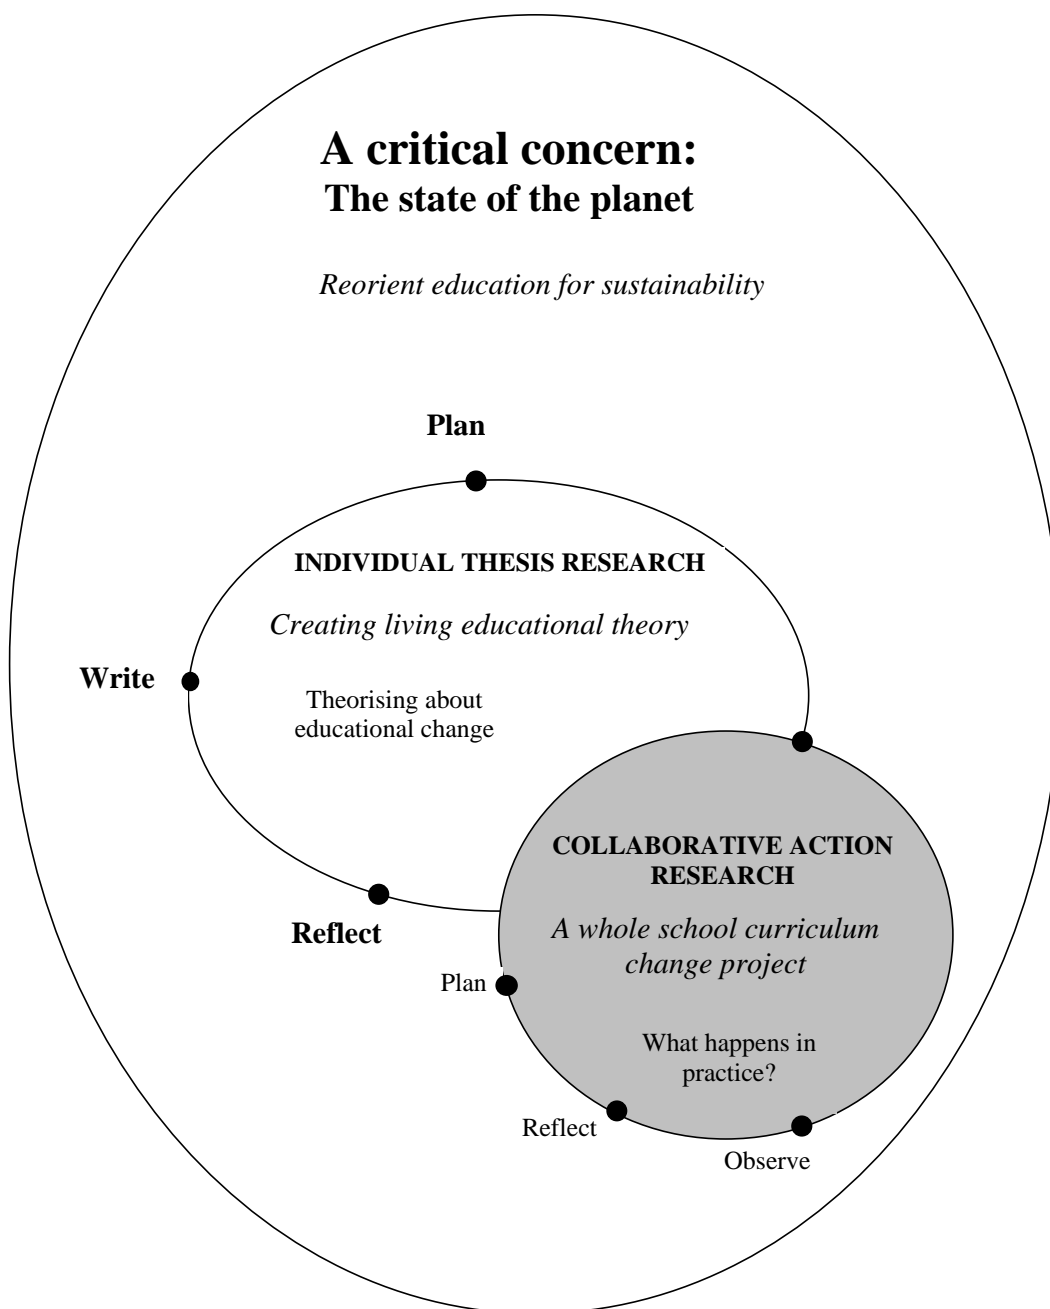 A critical concern:
The state of the planet
Reorient education for sustainability
Plan
INDIVIDUAL THESIS RESEARCH
Creating living educational theory
Write
Theorising about
educational change
COLLABORATIVE ACTION
RESEARCH
Reflect
A whole school curriculum
change project
Plan
What happens in
practice?
Reflect
Observe